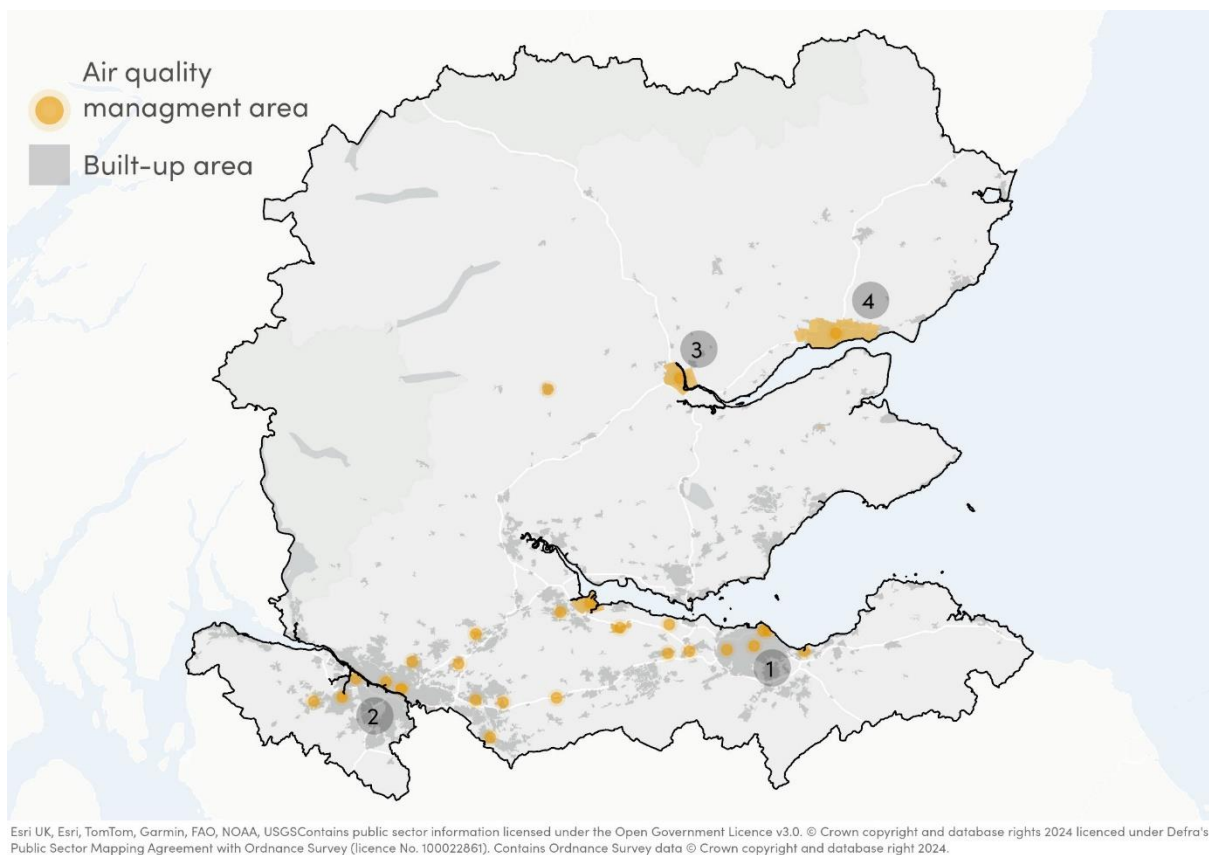 Air quality
managment area
Built-up area
4
3
1
2
Esri UK, Esri, TomTom, Garmin, FAO, NOAA, USGSContains public sector information licensed under the Open Government Licence v3.0. © Crown copyright and database rights 2024 licenced under Defra's
Public Sector Mapping Agreement with Ordnance Survey (licence No. 100022861). Contains Ordnance Survey data © Crown copyright and database right 2024.